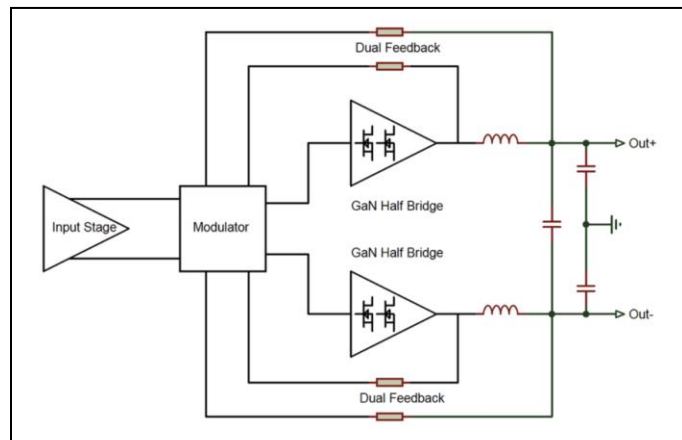 Dual Feedback
Out+
GaN Half Bridge
Input Stage
Modulator
GaN Half Bridge
Out-
Dual Feedback